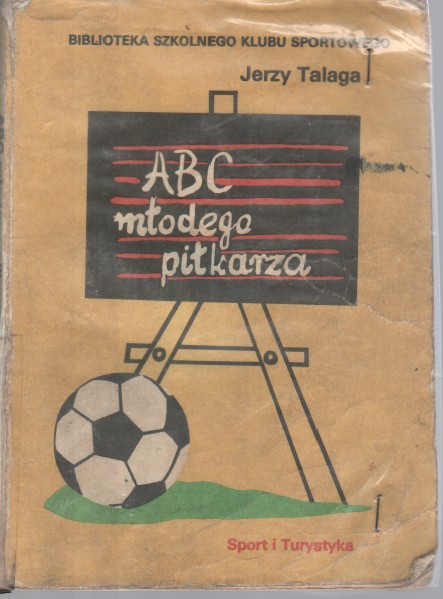 BIBLIOTEKA SZKOLNEGO KLUBU SPORTOWEGO
Jerzy Talaga
ABC
młodego
piłkarza
Sport i Turystyka